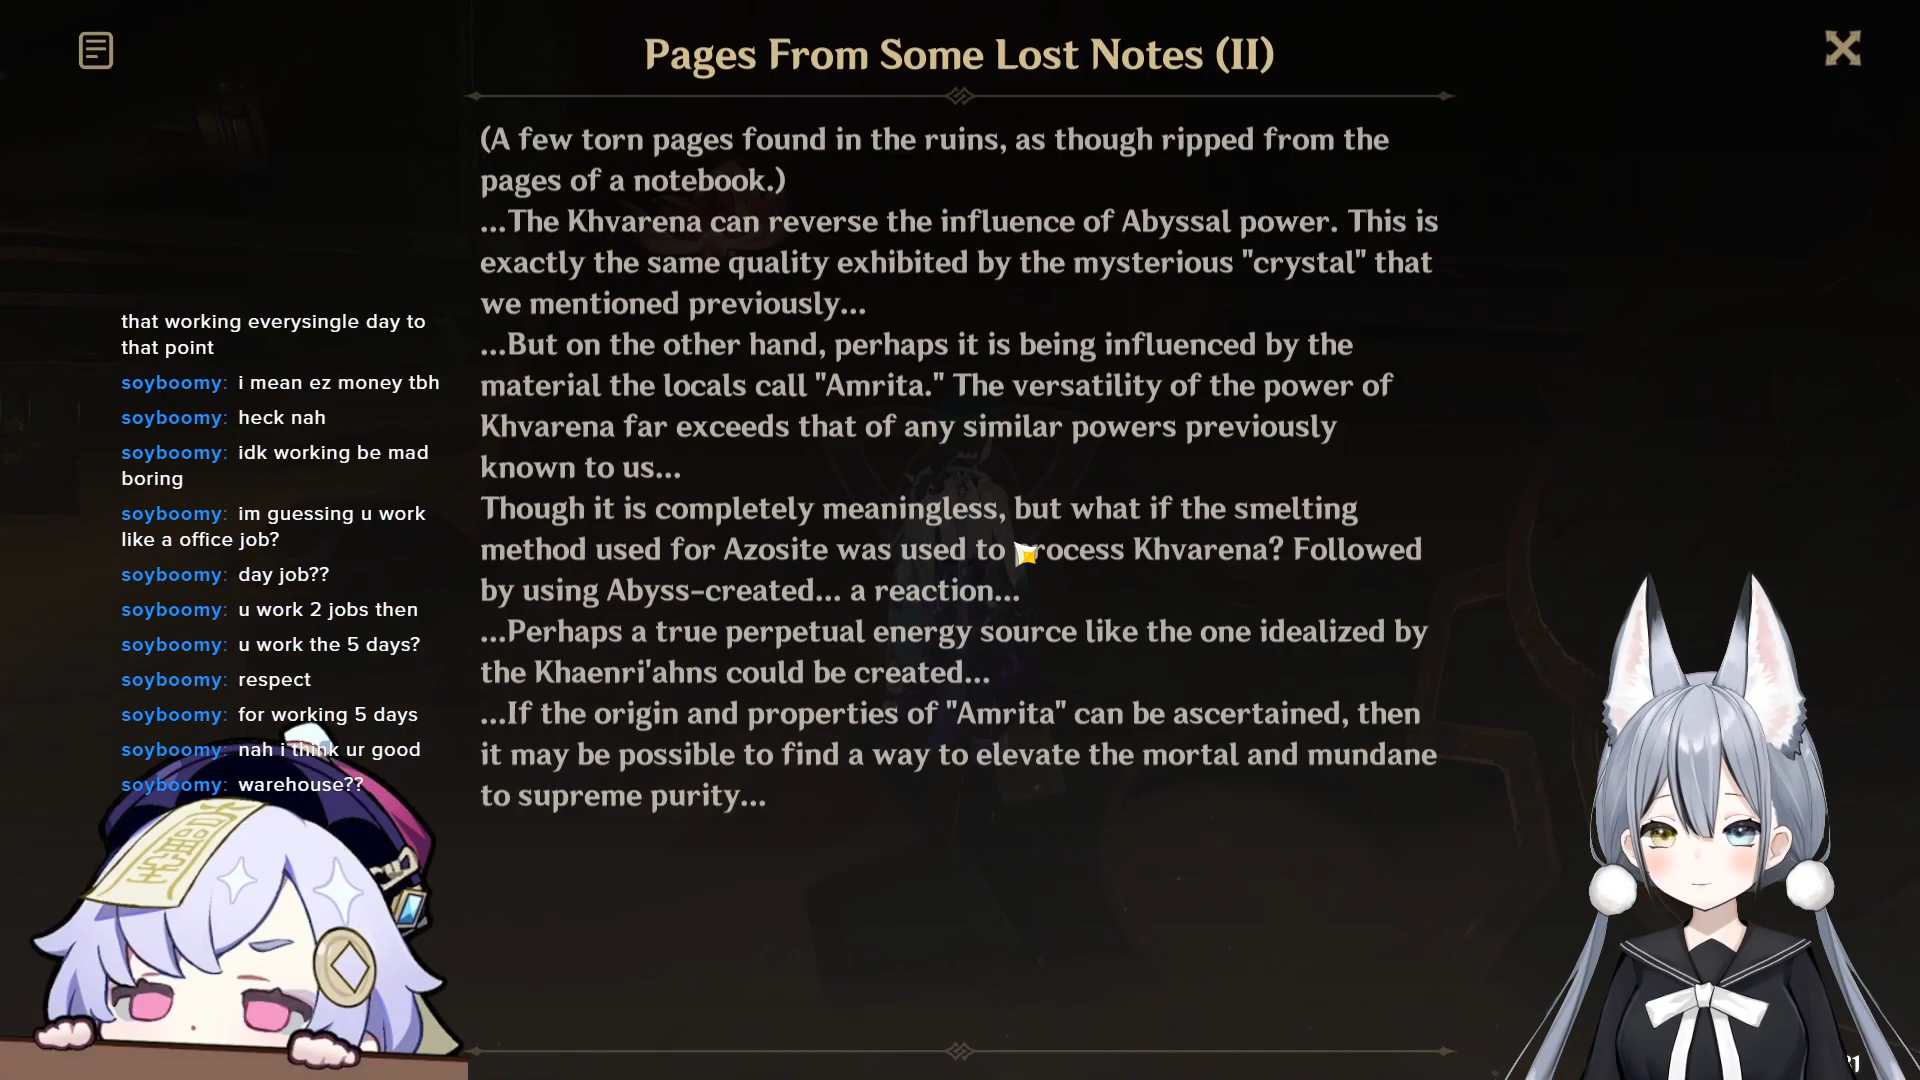 Pages From Some Lost Notes (II)
(A few torn pages found in the ruins, as though ripped from the
pages of a notebook.)
...The Khvarena can reverse the influence of Abyssal power. This is
exactly the same quality exhibited by the mysterious "crystal" that
we mentioned previously...
...But on the other hand, perhaps it is being influenced by the
material the locals call "Amrita." The versatility of the power of
Khvarena far exceeds that of any similar powers previously
known to us...
Though it is completely meaningless, but what if the smelting
method used for Azosite was used to process Khvarena? Followed
by using Abyss-created... a reaction...
...Perhaps a true perpetual energy source like the one idealized by
the Khaenri'ahns could be created...
...If the origin and properties of "Amrita" can be ascertained, then
it may be possible to find a way to elevate the mortal and mundane
to supreme purity...
that working everysingle day to
that point
soyboomy: i mean ez money tbh
soyboomy: heck nah
soyboomy: idk working be mad
boring
soyboomy: im guessing u work
like a office job?
soyboomy: day job??
soyboomy: u work 2 jobs then
soyboomy: u work the 5 days?
soyboomy: respect
soyboomy: for working 5 days
soyboomy: nah i think ur good
soyboomy: warehouse??